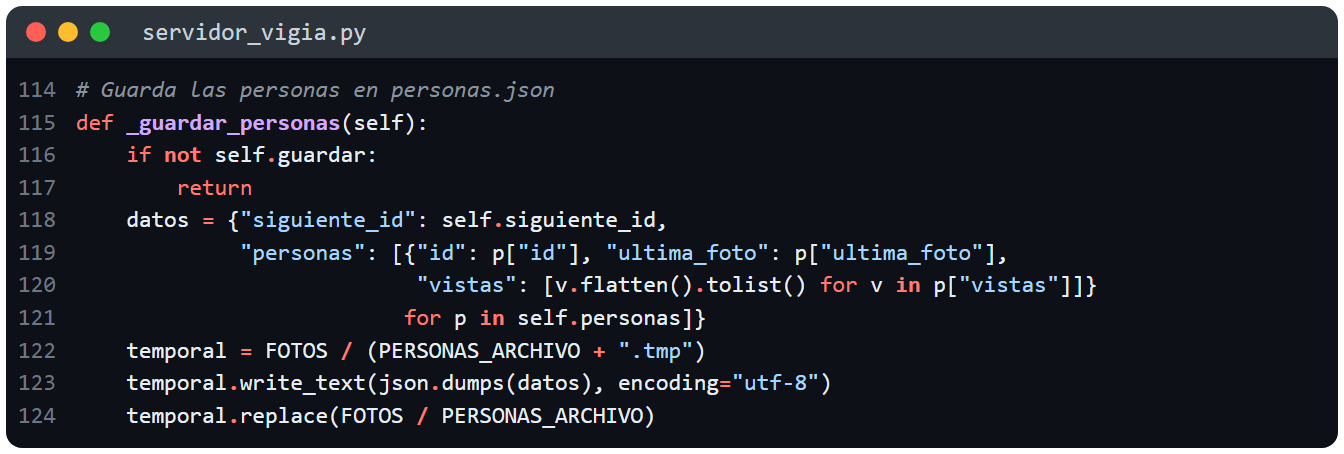 servidor_vigia.py
114 # Guarda las personas en personas.json
115 def _guardar_personas(self):
116     if not self.guardar:
117         return
118     datos = {"siguiente_id": self.siguiente_id,
119              "personas": [{"id": p["id"], "ultima_foto": p["ultima_foto"],
120                            "vistas": [v.flatten().tolist() for v in p["vistas"]]}
121                           for p in self.personas]}
122     temporal = FOTOS / (PERSONAS_ARCHIVO + ".tmp")
123     temporal.write_text(json.dumps(datos), encoding="utf-8")
124     temporal.replace(FOTOS / PERSONAS_ARCHIVO)